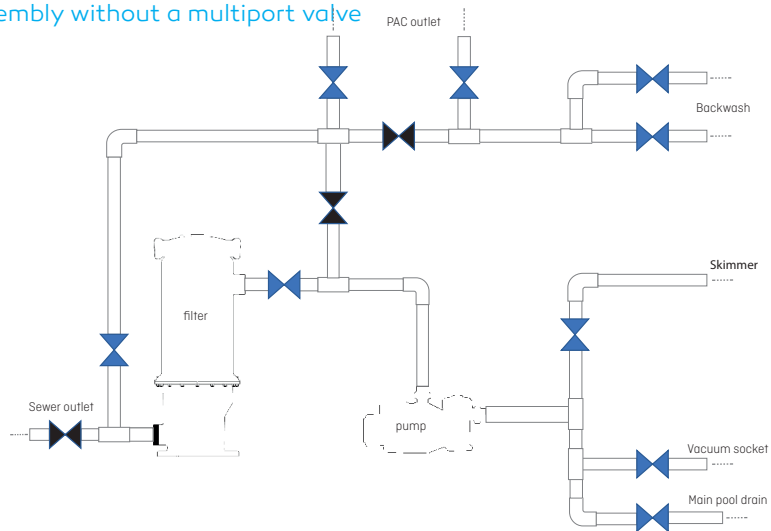 embly without a multiport valve
PAC outlet
Backwash
Skimmer
filter
Sewer outlet
pump
Vacuum socket
Main pool drain